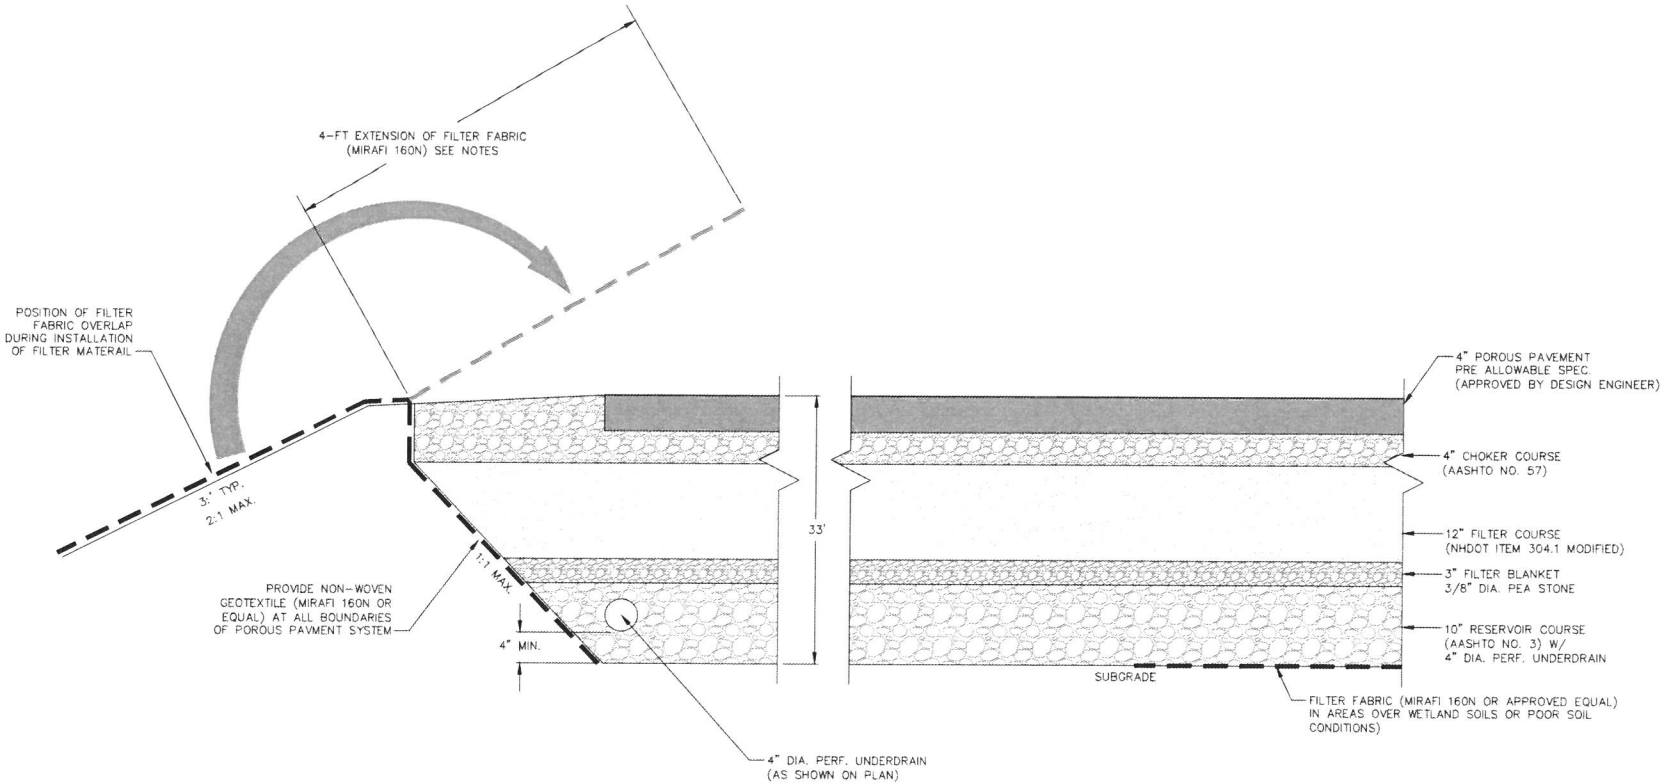 4-FT EXTENSION OF FILTER FABRIC
(MIRAFI 160N) SEE NOTES
POSITION OF FILTER
FABRIC OVERLAP
DURING INSTALLATION
OF FILTER MATERAIL
3:' TYP.
2:1 MAX.
PROVIDE NON-WOVEN
GEOTEXTILE (MIRAFI 160N OR
EQUAL) AT ALL BOUNDARIES
OF POROUS PAVMENT SYSTEM
1:1 MAX.
4" MIN.
33'
4" POROUS PAVEMENT
PRE ALLOWABLE SPEC.
(APPROVED BY DESIGN ENGINEER)
4" CHOKER COURSE
(AASHTO NO. 57)
12" FILTER COURSE
(NHDOT ITEM 304.1 MODIFIED)
3" FILTER BLANKET
3/8" DIA. PEA STONE
10" RESERVOIR COURSE
(AASHTO NO. 3) W/
4" DIA. PERF. UNDERDRAIN
SUBGRADE
FILTER FABRIC (MIRAFI 160N OR APPROVED EQUAL)
IN AREAS OVER WETLAND SOILS OR POOR SOIL
CONDITIONS)
4" DIA. PERF. UNDERDRAIN
(AS SHOWN ON PLAN)